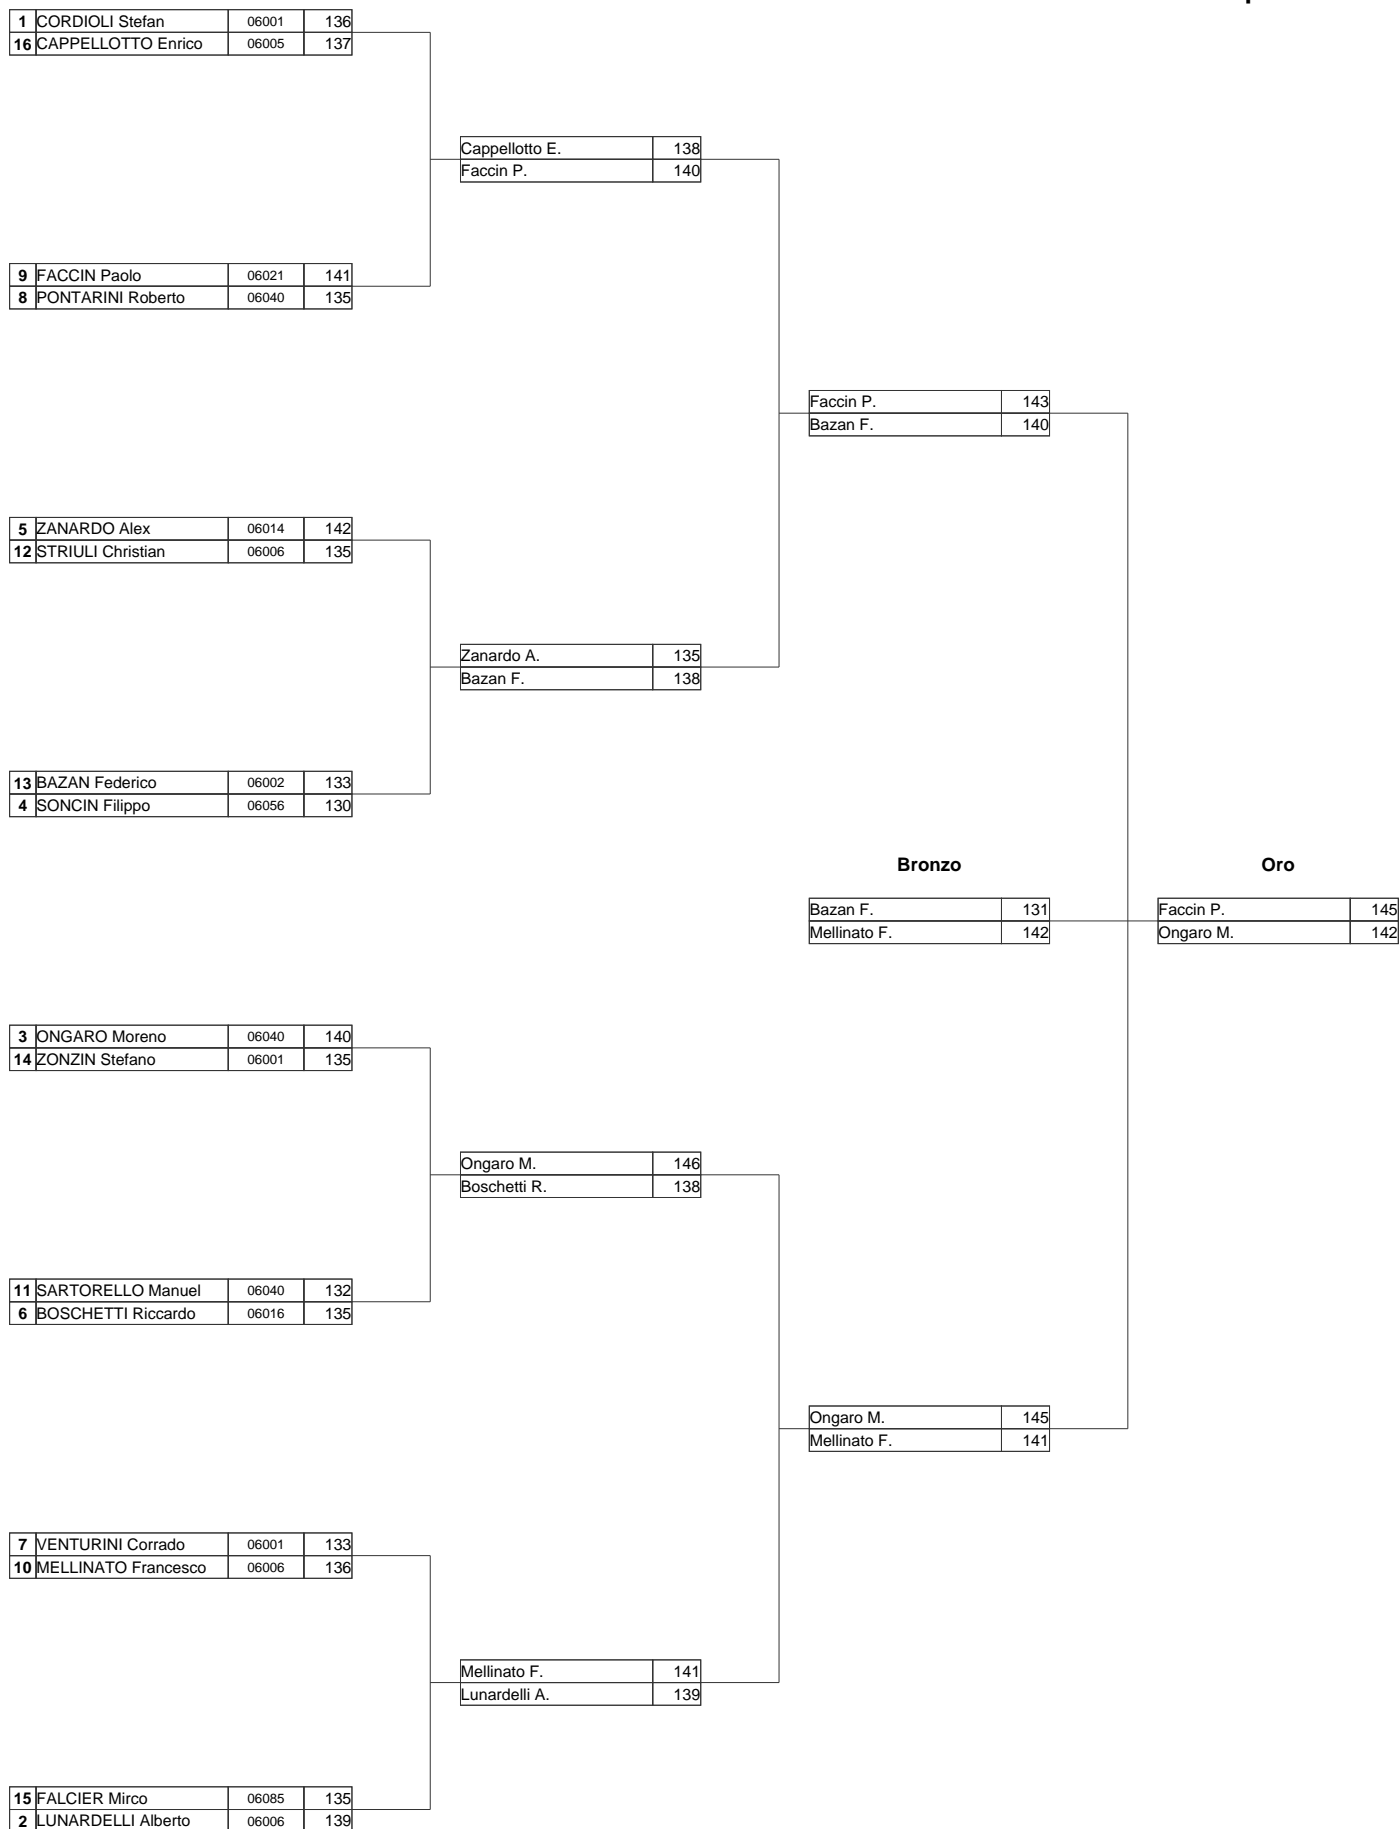 1 CORDIOLI Stefan 06001 136
16 CAPPELLOTTO Enrico 06005 137
Cappellotto E. 138
Faccin P. 140
9 FACCIN Paolo 06021 141
8 PONTARINI Roberto 06040 135
Faccin P. 143
Bazan F. 140
5 ZANARDO Alex 06014 142
12 STRIULI Christian 06006 135
Zanardo A. 135
Bazan F. 138
13 BAZAN Federico 06002 133
4 SONCIN Filippo 06056 130
Bronzo Oro
Bazan F. 131 Faccin P. 145
Mellinato F. 142 Ongaro M. 142
3 ONGARO Moreno 06040 140
14 ZONZIN Stefano 06001 135
Ongaro M. 146
Boschetti R. 138
11 SARTORELLO Manuel 06040 132
6 BOSCHETTI Riccardo 06016 135
Ongaro M. 145
Mellinato F. 141
7 VENTURINI Corrado 06001 133
10 MELLINATO Francesco 06006 136
Mellinato F. 141
Lunardelli A. 139
15 FALCIER Mirco 06085 135
2 LUNARDELLI Alberto 06006 139